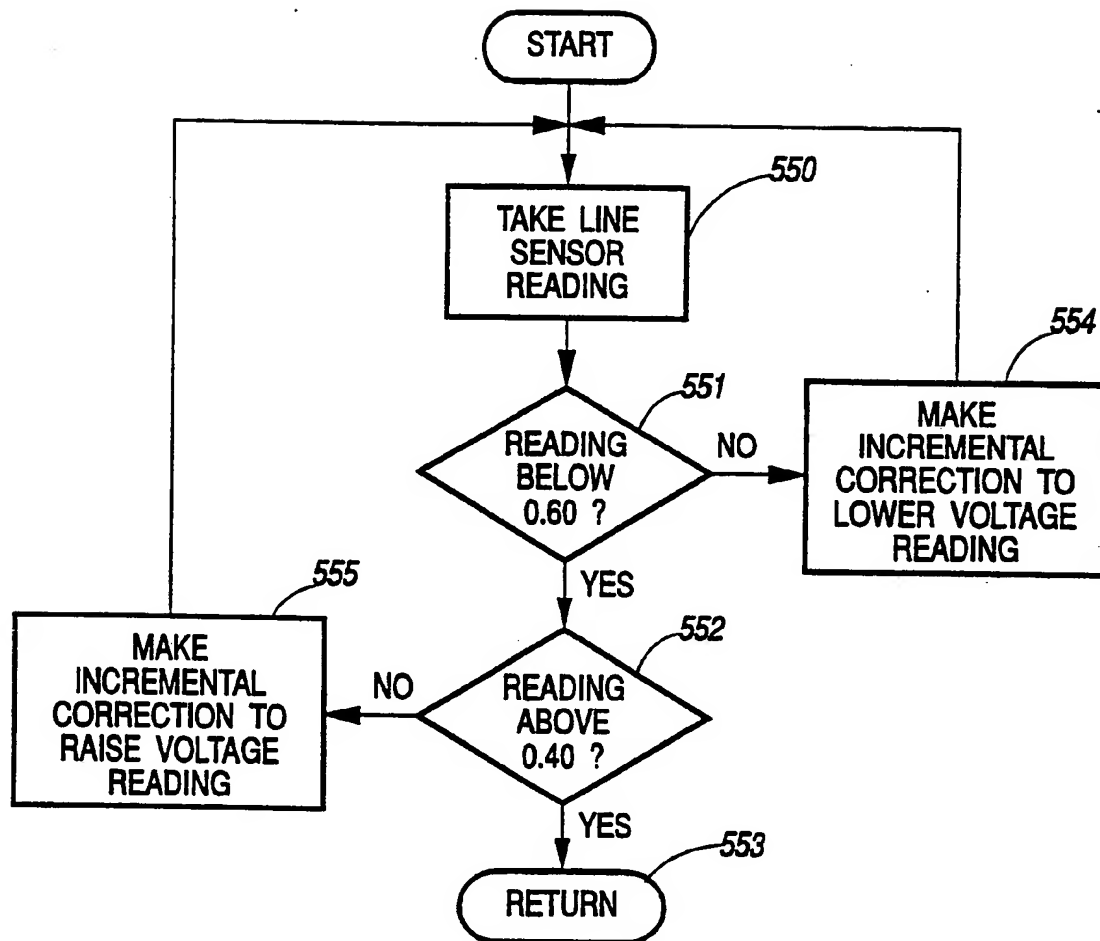 START
550
TAKE LINE
SENSOR
READING
551
READING
BELOW
0.60 ?
NO
554
MAKE
INCREMENTAL
CORRECTION TO
LOWER VOLTAGE
READING
YES
552
READING
ABOVE
0.40 ?
NO
555
MAKE
INCREMENTAL
CORRECTION TO
RAISE VOLTAGE
READING
YES
553
RETURN